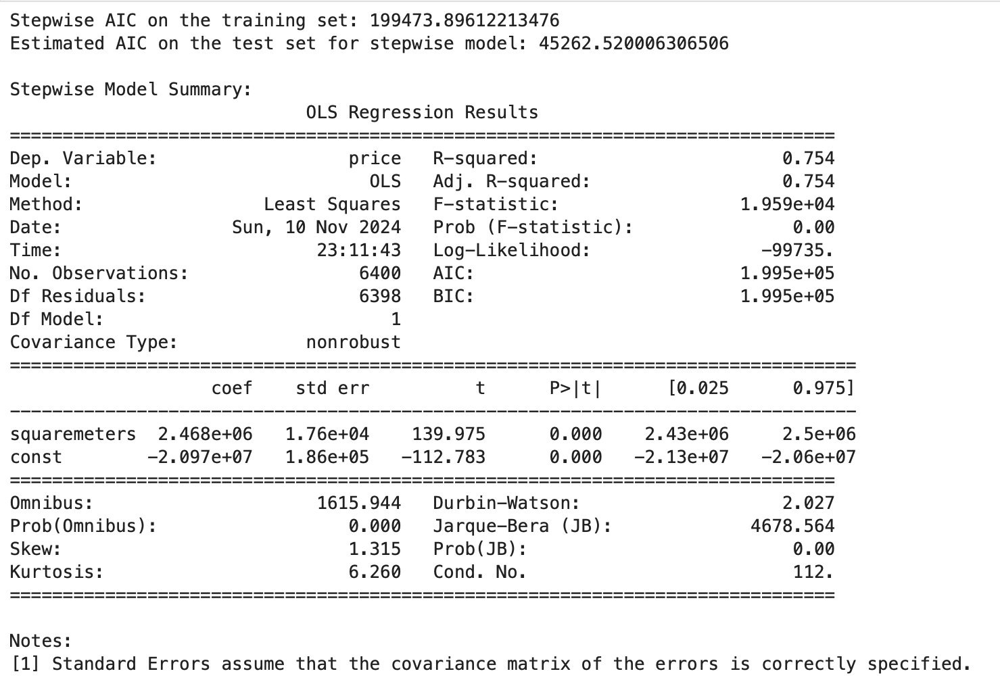 Stepwise AIC on the training set: 199473.89612213476
Estimated AIC on the test set for stepwise model: 45262.520006306506
Stepwise Model Summary:
                            OLS Regression Results
==============================================================================
Dep. Variable:                  price   R-squared:                       0.754
Model:                            OLS   Adj. R-squared:                  0.754
Method:                 Least Squares   F-statistic:                 1.959e+04
Date:                Sun, 10 Nov 2024   Prob (F-statistic):               0.00
Time:                        23:11:43   Log-Likelihood:                -99735.
No. Observations:                6400   AIC:                         1.995e+05
Df Residuals:                    6398   BIC:                         1.995e+05
Df Model:                           1
Covariance Type:            nonrobust
================================================================================
                   coef    std err          t      P>|t|      [0.025      0.975]
--------------------------------------------------------------------------------
squaremeters  2.468e+06   1.76e+04    139.975      0.000    2.43e+06     2.5e+06
const        -2.097e+07   1.86e+05   -112.783      0.000   -2.13e+07   -2.06e+07
==============================================================================
Omnibus:                     1615.944   Durbin-Watson:                   2.027
Prob(Omnibus):                  0.000   Jarque-Bera (JB):             4678.564
Skew:                           1.315   Prob(JB):                         0.00
Kurtosis:                       6.260   Cond. No.                         112.
==============================================================================
Notes:
[1] Standard Errors assume that the covariance matrix of the errors is correctly specified.